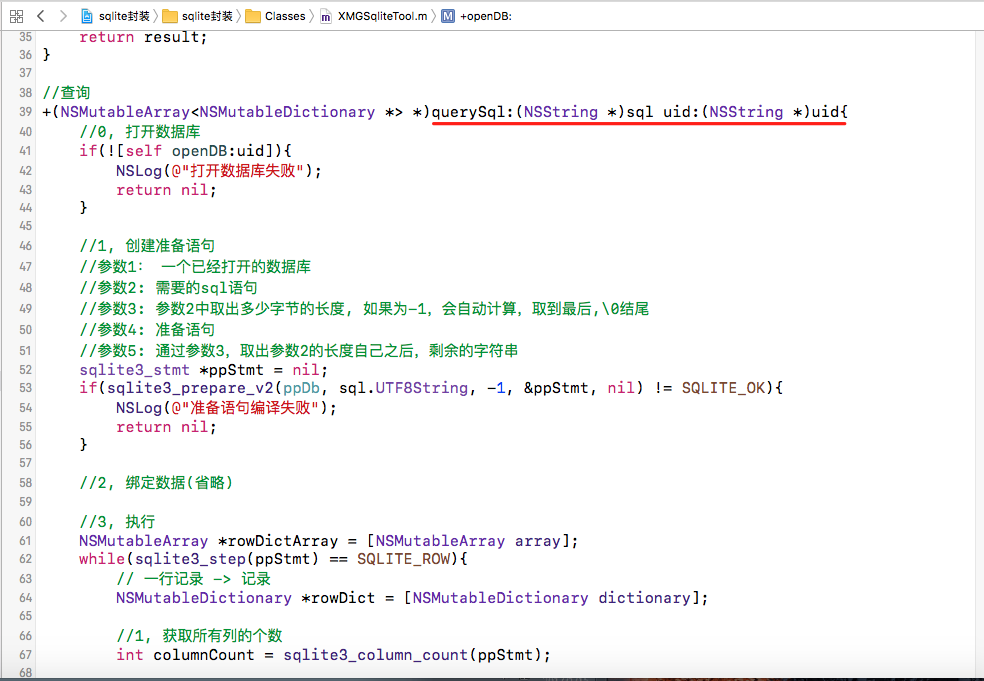 sqlite封装 〉 sqlite封装 〉 Classes 〉 m XMGSqliteTool.m 〉 M +openDB:
35     return result;
36 }
37
38 //查询
39 +(NSMutableArray<NSMutableDictionary *> *)querySql:(NSString *)sql uid:(NSString *)uid{
40     //0, 打开数据库
41     if(![self openDB:uid]){
42         NSLog(@"打开数据库失败");
43         return nil;
44     }
45
46     //1, 创建准备语句
47     //参数1: 一个已经打开的数据库
48     //参数2: 需要的sql语句
49     //参数3: 参数2中取出多少字节的长度, 如果为-1, 会自动计算, 取到最后,\0结尾
50     //参数4: 准备语句
51     //参数5: 通过参数3, 取出参数2的长度自己之后, 剩余的字符串
52     sqlite3_stmt *ppStmt = nil;
53     if(sqlite3_prepare_v2(ppDb, sql.UTF8String, -1, &ppStmt, nil) != SQLITE_OK){
54         NSLog(@"准备语句编译失败");
55         return nil;
56     }
57
58     //2, 绑定数据(省略)
59
60     //3, 执行
61     NSMutableArray *rowDictArray = [NSMutableArray array];
62     while(sqlite3_step(ppStmt) == SQLITE_ROW){
63         // 一行记录 -> 记录
64         NSMutableDictionary *rowDict = [NSMutableDictionary dictionary];
65
66         //1, 获取所有列的个数
67         int columnCount = sqlite3_column_count(ppStmt);
68